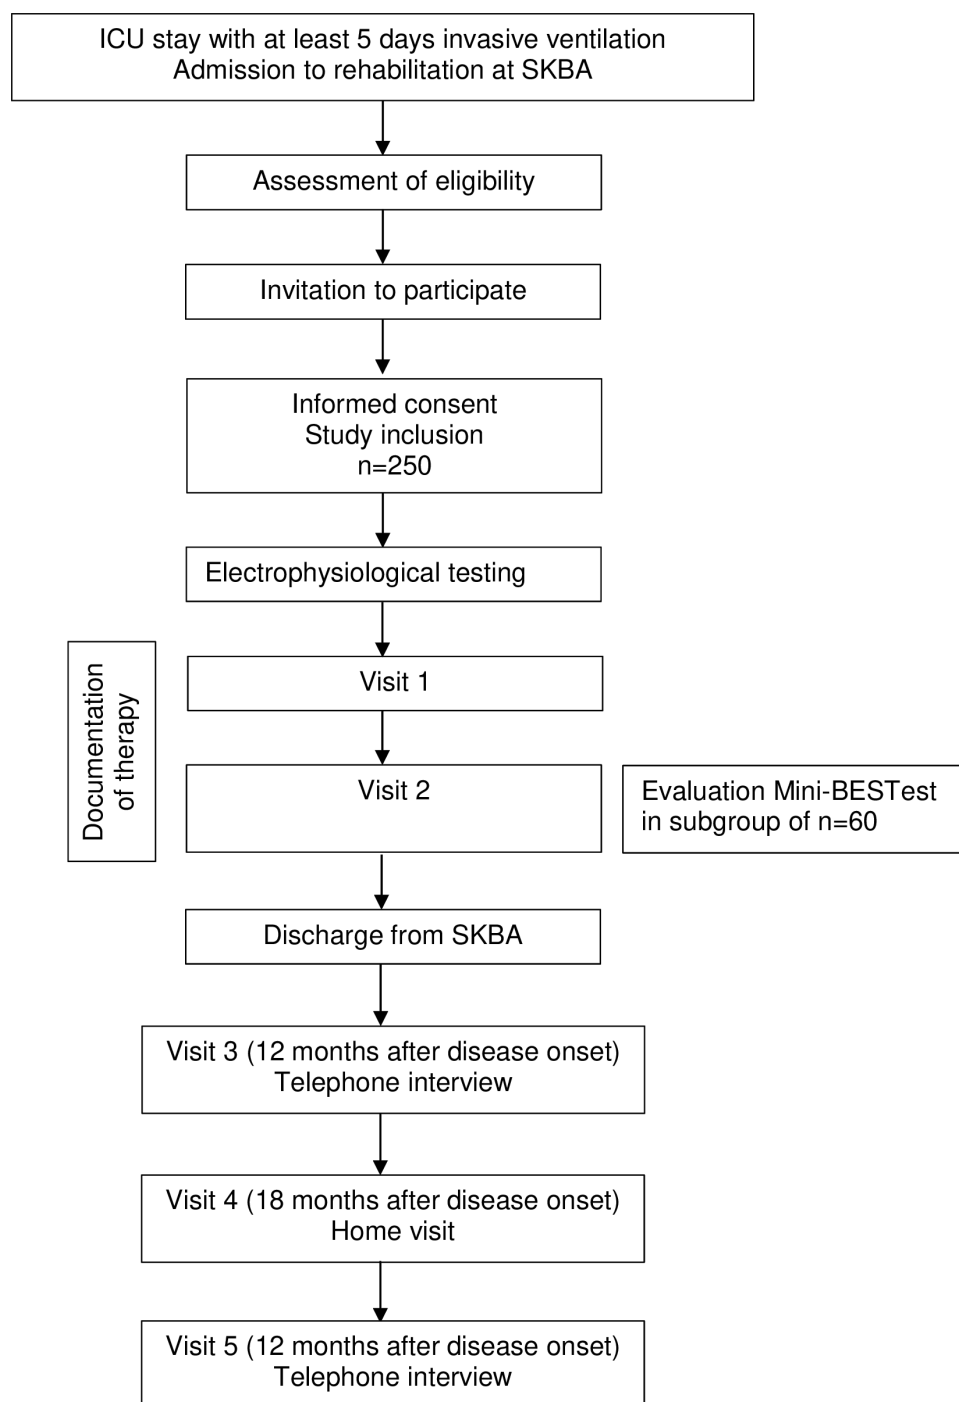 ICU stay with at least 5 days invasive ventilation
Admission to rehabilitation at SKBA
Assessment of eligibility
Invitation to participate
Informed consent
Study inclusion
n=250
Electrophysiological testing
Documentation
of therapy
Visit 1
Visit 2
Evaluation Mini-BESTest
in subgroup of n=60
Discharge from SKBA
Visit 3 (12 months after disease onset)
Telephone interview
Visit 4 (18 months after disease onset)
Home visit
Visit 5 (12 months after disease onset)
Telephone interview